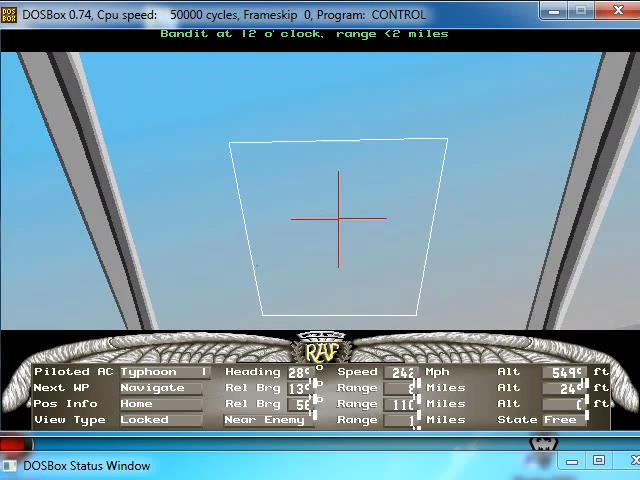 DOSBox 0.74, Cpu speed: 50000 cycles, Frameskip 0, Program: CONTROL
Bandit at 12 o'clock, range <2 miles
RAF
Piloted AC Typhoon Heading Speed Mph Alt ft
Next WP Navigate Rel Brg Range Miles Alt ft
Pos Info Home Rel Brg Range Miles Alt ft
View Type Locked Near Enemy Range Miles State Free
DOSBox Status Window